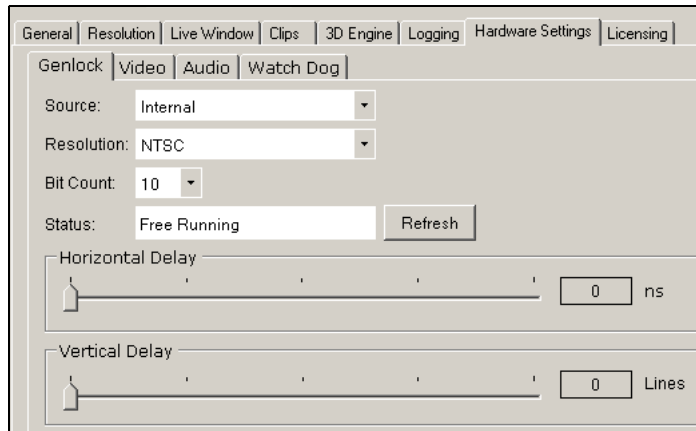 General Resolution Live Window Clips 3D Engine Logging Hardware Settings Licensing
Genlock Video Audio Watch Dog
Source: Internal
Resolution: NTSC
Bit Count: 10
Status: Free Running Refresh
Horizontal Delay
0 ns
Vertical Delay
0 Lines